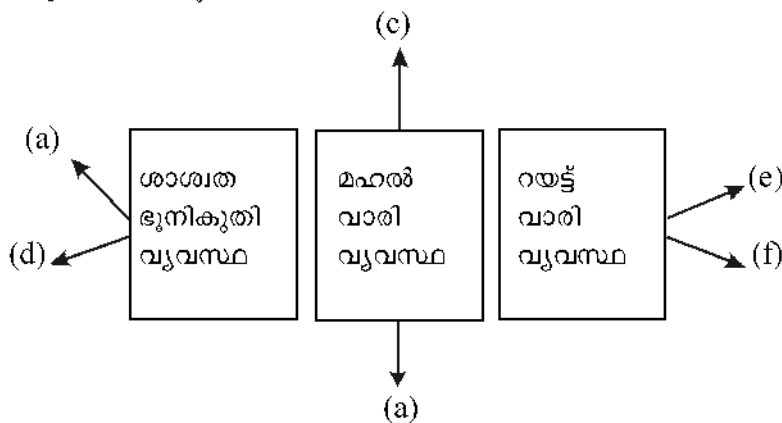 (c)
(a)
(d)
ശാശ്വത
ഭൂനികുതി
വ്യവസ്ഥ
മഹൽ
വാരി
വ്യവസ്ഥ
റയട്ട്
വാരി
വ്യവസ്ഥ
(e)
(f)
(a)